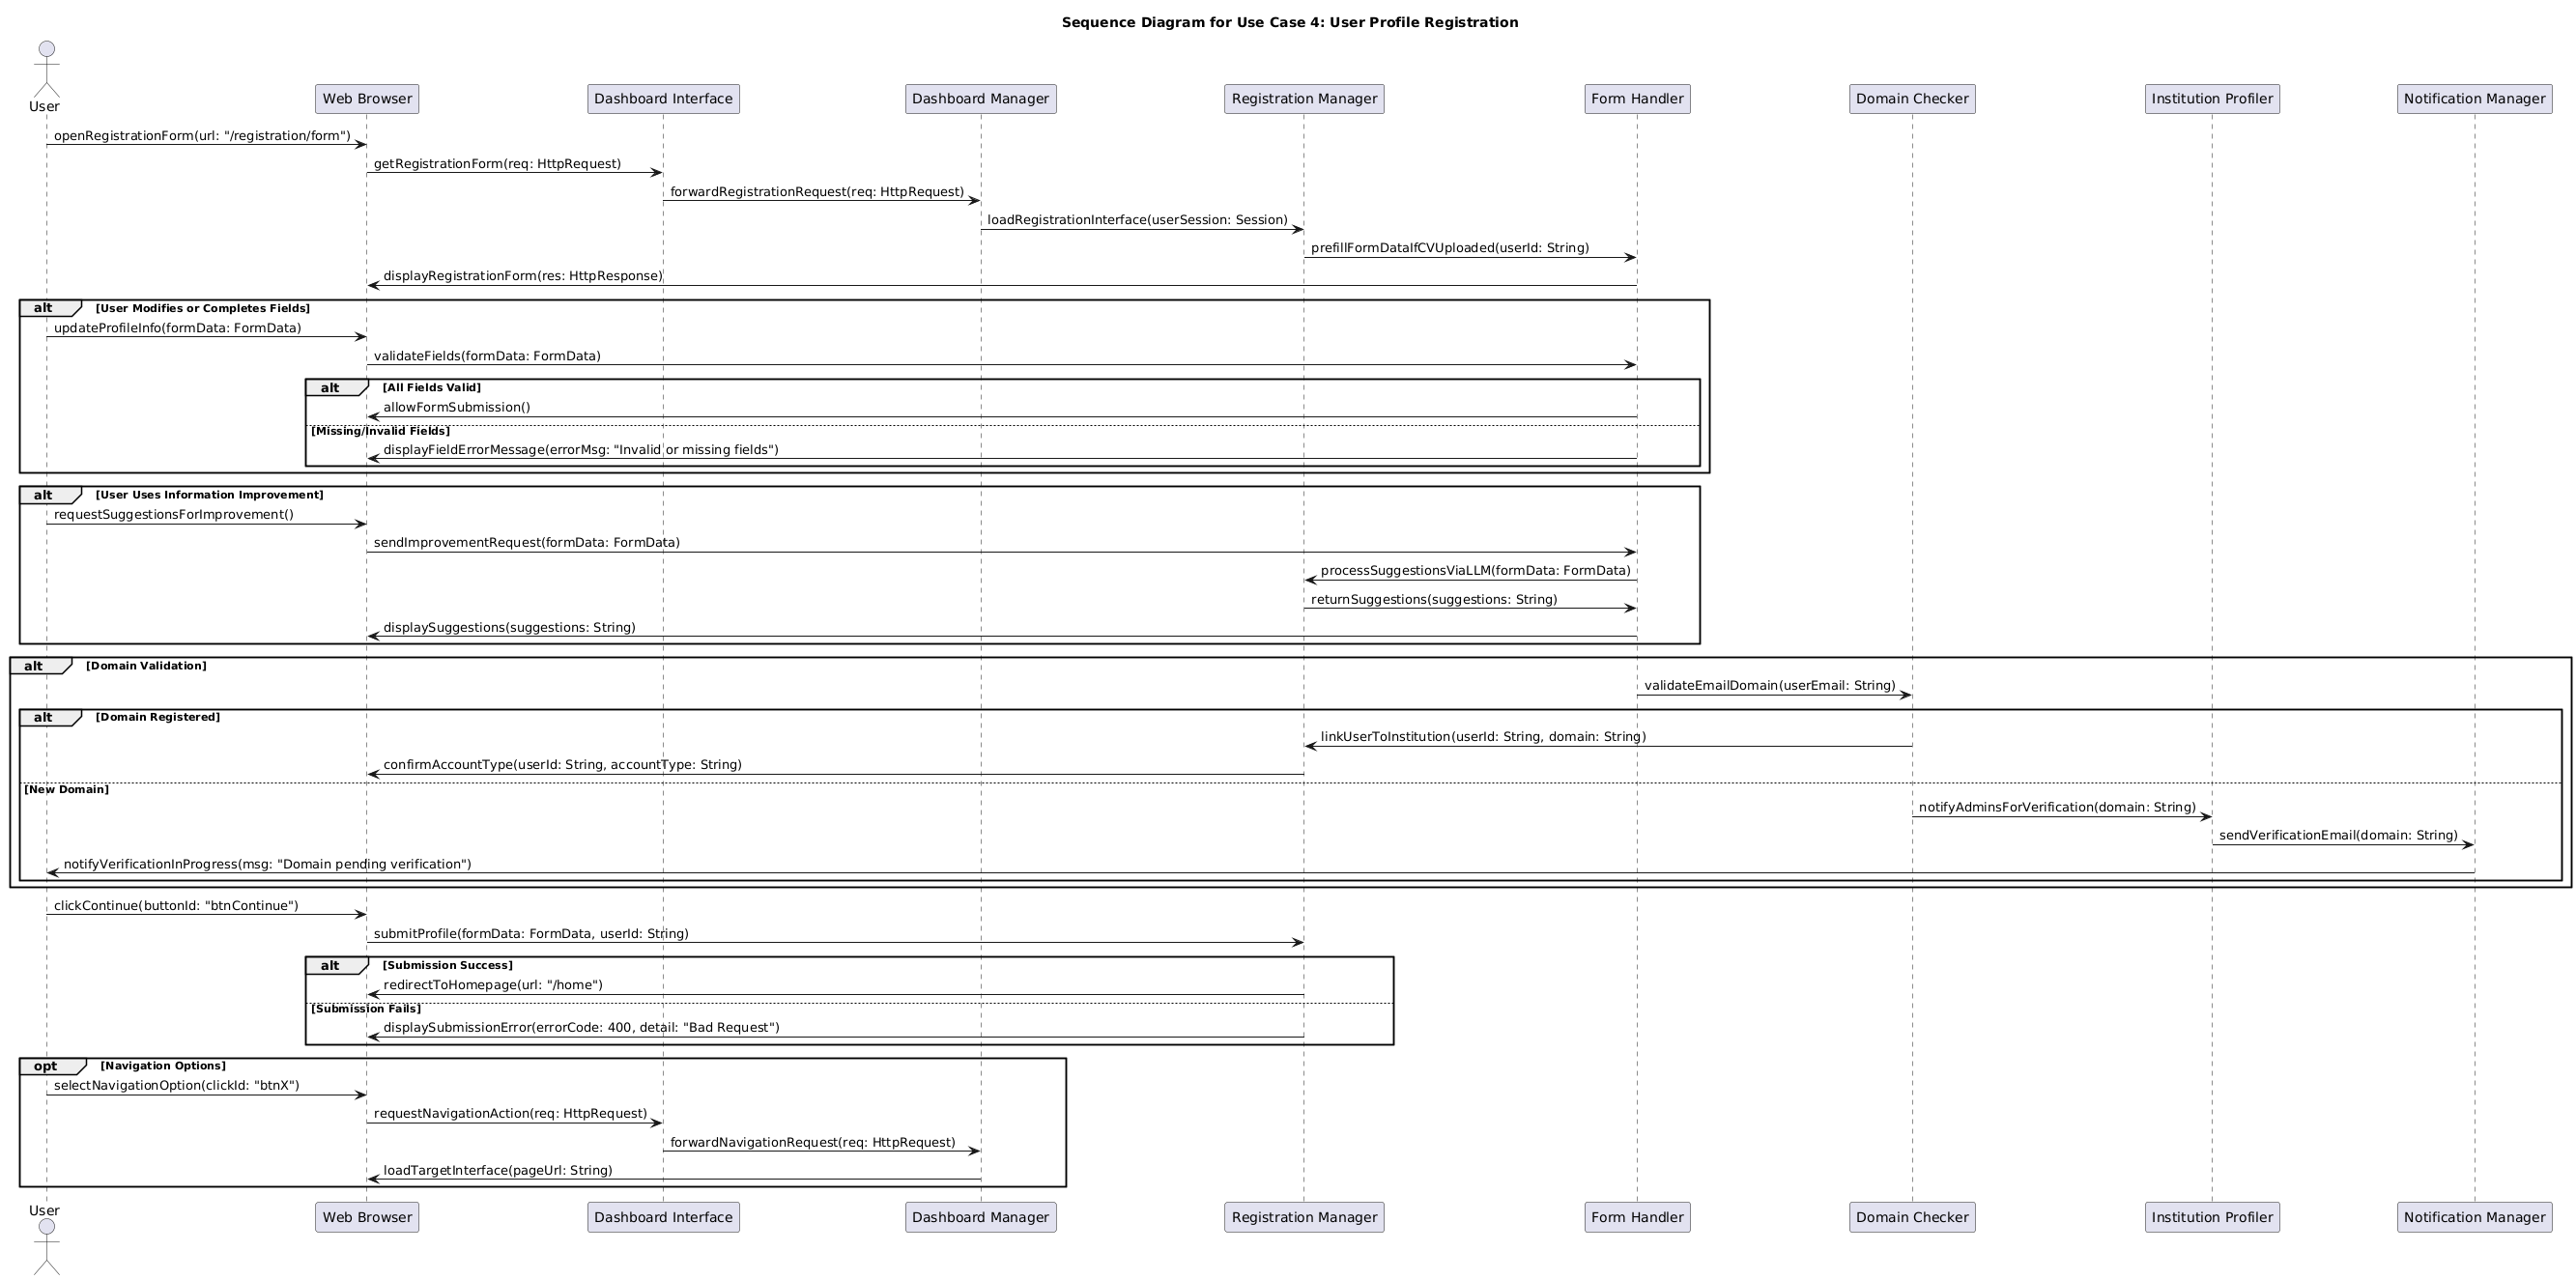 Sequence Diagram for Use Case 4: User Profile Registration
User
Web Browser
Dashboard Interface
Dashboard Manager
Registration Manager
Form Handler
Domain Checker
Institution Profiler
Notification Manager
openRegistrationForm(url: "/registration/form")
getRegistrationForm(req: HttpRequest)
forwardRegistrationRequest(req: HttpRequest)
loadRegistrationInterface(userSession: Session)
prefillFormDataIfCVUploaded(userId: String)
displayRegistrationForm(res: HttpResponse)
alt [User Modifies or Completes Fields]
updateProfileInfo(formData: FormData)
validateFields(formData: FormData)
alt [All Fields Valid]
allowFormSubmission()
[Missing/Invalid Fields]
displayFieldErrorMessage(errorMsg: "Invalid or missing fields")
alt [User Uses Information Improvement]
requestSuggestionsForImprovement()
sendImprovementRequest(formData: FormData)
processSuggestionsViaLLM(formData: FormData)
returnSuggestions(suggestions: String)
displaySuggestions(suggestions: String)
alt [Domain Validation]
validateEmailDomain(userEmail: String)
alt [Domain Registered]
linkUserToInstitution(userId: String, domain: String)
confirmAccountType(userId: String, accountType: String)
[New Domain]
notifyAdminsForVerification(domain: String)
sendVerificationEmail(domain: String)
notifyVerificationInProgress(msg: "Domain pending verification")
clickContinue(buttonId: "btnContinue")
submitProfile(formData: FormData, userId: String)
alt [Submission Success]
redirectToHomepage(url: "/home")
[Submission Fails]
displaySubmissionError(errorCode: 400, detail: "Bad Request")
opt [Navigation Options]
selectNavigationOption(clickId: "btnX")
requestNavigationAction(req: HttpRequest)
forwardNavigationRequest(req: HttpRequest)
loadTargetInterface(pageUrl: String)
User
Web Browser
Dashboard Interface
Dashboard Manager
Registration Manager
Form Handler
Domain Checker
Institution Profiler
Notification Manager